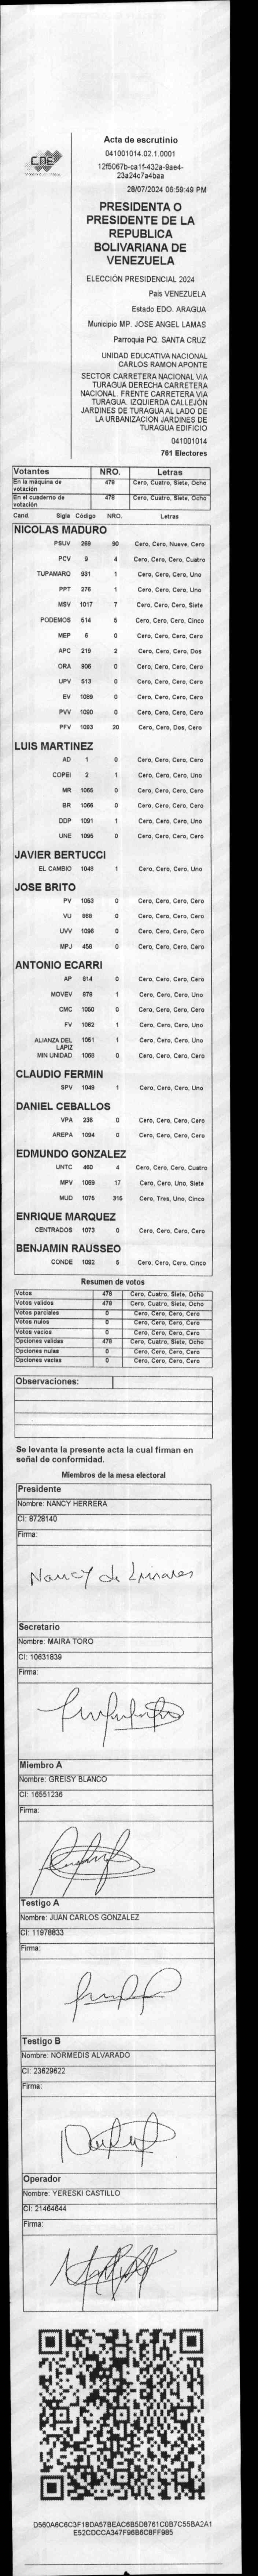 CNE
Acta de escrutinio
041001014.02.1.0001
12f5067b-ca1f-432a-9ae4-
23a24c7a4baa
28/07/2024 06:59:49 PM
PRESIDENTA O
PRESIDENTE DE LA
REPUBLICA
BOLIVARIANA DE
VENEZUELA
ELECCIÓN PRESIDENCIAL 2024
Pais VENEZUELA
Estado EDO. ARAGUA
Municipio MP. JOSE ANGEL LAMAS
Parroquia PQ. SANTA CRUZ
UNIDAD EDUCATIVA NACIONAL
CARLOS RAMON APONTE
SECTOR CARRETERA NACIONAL VIA
TURAGUA DERECHA CARRETERA
NACIONAL. FRENTE CARRETERA VIA
TURAGUA. IZQUIERDA CALLEJÓN
JARDINES DE TURAGUA AL LADO DE
LA URBANIZACION JARDINES DE
TURAGUA EDIFICIO
041001014
761 Electores
Votantes NRO. Letras
En la máquina de votación 478 Cero, Cuatro, Siete, Ocho
En el cuaderno de votación 478 Cero, Cuatro, Siete, Ocho
Cand. Sigla Código NRO. Letras
NICOLAS MADURO
PSUV 269 90 Cero, Cero, Nueve, Cero
PCV 9 4 Cero, Cero, Cero, Cuatro
TUPAMARO 931 1 Cero, Cero, Cero, Uno
PPT 276 1 Cero, Cero, Cero, Uno
MSV 1017 7 Cero, Cero, Cero, Siete
PODEMOS 514 5 Cero, Cero, Cero, Cinco
MEP 6 0 Cero, Cero, Cero, Cero
APC 219 2 Cero, Cero, Cero, Dos
ORA 906 0 Cero, Cero, Cero, Cero
UPV 513 0 Cero, Cero, Cero, Cero
EV 1089 0 Cero, Cero, Cero, Cero
PVV 1090 0 Cero, Cero, Cero, Cero
PFV 1093 20 Cero, Cero, Dos, Cero
LUIS MARTINEZ
AD 1 0 Cero, Cero, Cero, Cero
COPEI 2 1 Cero, Cero, Cero, Uno
MR 1065 0 Cero, Cero, Cero, Cero
BR 1066 0 Cero, Cero, Cero, Cero
DDP 1091 1 Cero, Cero, Cero, Uno
UNE 1095 0 Cero, Cero, Cero, Cero
JAVIER BERTUCCI
EL CAMBIO 1048 1 Cero, Cero, Cero, Uno
JOSE BRITO
PV 1053 0 Cero, Cero, Cero, Cero
VU 868 0 Cero, Cero, Cero, Cero
UVV 1096 0 Cero, Cero, Cero, Cero
MPJ 458 0 Cero, Cero, Cero, Cero
ANTONIO ECARRI
AP 814 0 Cero, Cero, Cero, Cero
MOVEV 978 1 Cero, Cero, Cero, Uno
CMC 1050 0 Cero, Cero, Cero, Cero
FV 1062 1 Cero, Cero, Cero, Uno
ALIANZA DEL LAPIZ 1051 1 Cero, Cero, Cero, Uno
MIN UNIDAD 1068 0 Cero, Cero, Cero, Cero
CLAUDIO FERMIN
SPV 1049 1 Cero, Cero, Cero, Uno
DANIEL CEBALLOS
VPA 236 0 Cero, Cero, Cero, Cero
AREPA 1094 0 Cero, Cero, Cero, Cero
EDMUNDO GONZALEZ
UNTC 460 4 Cero, Cero, Cero, Cuatro
MPV 1069 17 Cero, Cero, Uno, Siete
MUD 1075 315 Cero, Tres, Uno, Cinco
ENRIQUE MARQUEZ
CENTRADOS 1073 0 Cero, Cero, Cero, Cero
BENJAMIN RAUSSEO
CONDE 1092 5 Cero, Cero, Cero, Cinco
Resumen de votos
Votos 478 Cero, Cuatro, Siete, Ocho
Votos validos 478 Cero, Cuatro, Siete, Ocho
Votos parciales 0 Cero, Cero, Cero, Cero
Votos nulos 0 Cero, Cero, Cero, Cero
Votos vacios 0 Cero, Cero, Cero, Cero
Opciones validas 478 Cero, Cuatro, Siete, Ocho
Opciones nulas 0 Cero, Cero, Cero, Cero
Opciones vacias 0 Cero, Cero, Cero, Cero
Observaciones:
Se levanta la presente acta la cual firman en
señal de conformidad.
Miembros de la mesa electoral
Presidente
Nombre: NANCY HERRERA
CI: 8728140
Firma:
Nancy de Linares
Secretario
Nombre: MAIRA TORO
CI: 10631839
Firma:
Miembro A
Nombre: GREISY BLANCO
CI: 16551236
Firma:
Testigo A
Nombre: JUAN CARLOS GONZALEZ
CI: 11978833
Firma:
Testigo B
Nombre: NORMEDIS ALVARADO
CI: 23629622
Firma:
Operador
Nombre: YERESKI CASTILLO
CI: 21464644
Firma:
D560A6C6C3F18DA57BEAC6B5D8761C0B7C55BA2A1
E52CDCCA347F96B6C8FF985